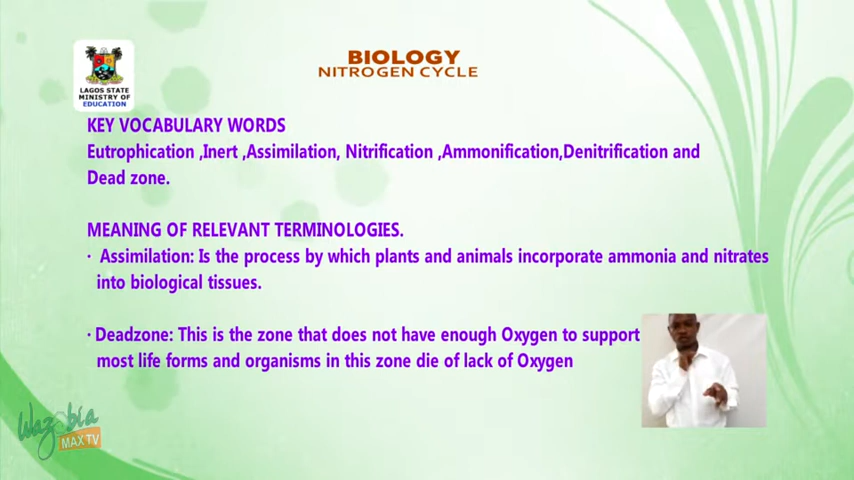 BIOLOGY
NITROGEN CYCLE
LAGOS STATE
MINISTRY OF
EDUCATION
KEY VOCABULARY WORDS
Eutrophication ,Inert ,Assimilation, Nitrification ,Ammonification,Denitrification and
Dead zone.
MEANING OF RELEVANT TERMINOLOGIES.
· Assimilation: Is the process by which plants and animals incorporate ammonia and nitrates
into biological tissues.
· Deadzone: This is the zone that does not have enough Oxygen to support
most life forms and organisms in this zone die of lack of Oxygen
Wazobia
MAX TV